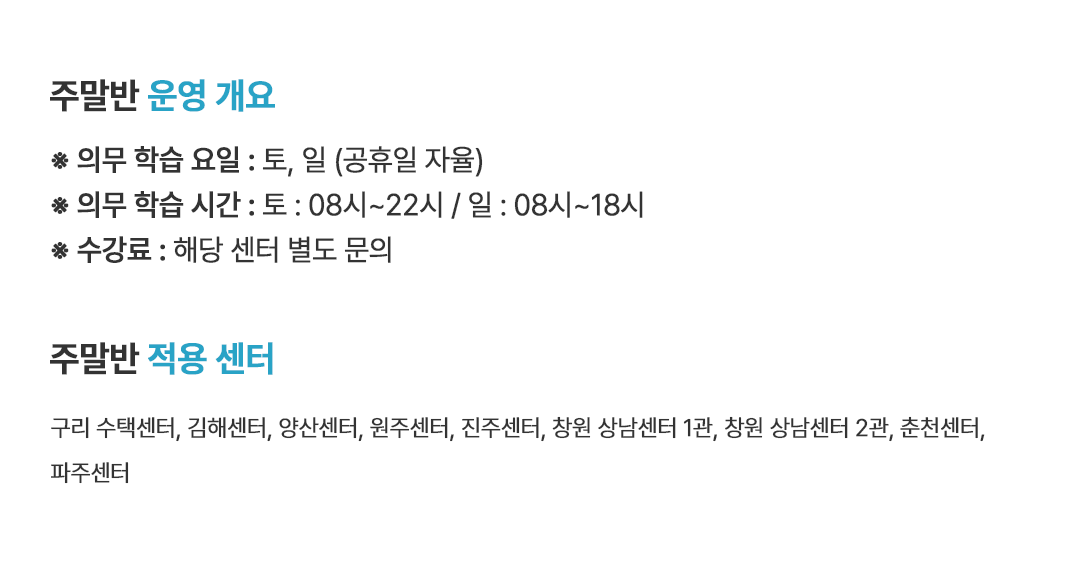 주말반 운영 개요
※ 의무 학습 요일 : 토, 일 (공휴일 자율)
※ 의무 학습 시간 : 토 : 08시~22시 / 일 : 08시~18시
※ 수강료 : 해당 센터 별도 문의
주말반 적용 센터
구리 수택센터, 김해센터, 양산센터, 원주센터, 진주센터, 창원 상남센터 1관, 창원 상남센터 2관, 춘천센터,
파주센터